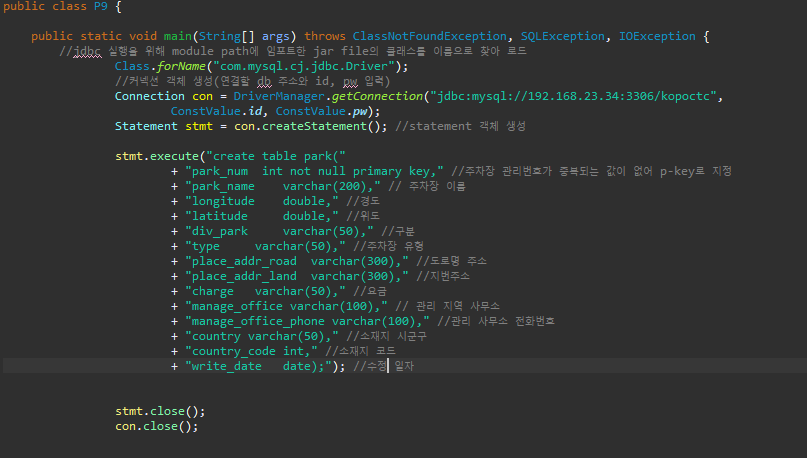 public class P9 {
public static void main(String[] args) throws ClassNotFoundException, SQLException, IOException {
//jdbc 실행을 위해 module path에 임포트한 jar file의 클래스를 이름으로 찾아 로드
Class.forName("com.mysql.cj.jdbc.Driver");
//커넥션 객체 생성(연결할 db 주소와 id, pw 입력)
Connection con = DriverManager.getConnection("jdbc:mysql://192.168.23.34:3306/kopoctc",
ConstValue.id, ConstValue.pw);
Statement stmt = con.createStatement(); //statement 객체 생성
stmt.execute("create table park("
+ "park_num  int not null primary key," //주차장 관리번호가 중복되는 값이 없어 p-key로 지정
+ "park_name    varchar(200)," // 주차장 이름
+ "longitude    double," //경도
+ "latitude     double," //위도
+ "div_park     varchar(50)," //구분
+ "type     varchar(50)," //주차장 유형
+ "place_addr_road  varchar(300)," //도로명 주소
+ "place_addr_land  varchar(300)," //지번주소
+ "charge   varchar(50)," //요금
+ "manage_office varchar(100)," // 관리 지역 사무소
+ "manage_office_phone varchar(100)," //관리 사무소 전화번호
+ "country varchar(50)," //소재지 시군구
+ "country_code int," //소재지 코드
+ "write_date   date);"); //수정 일자
stmt.close();
con.close();